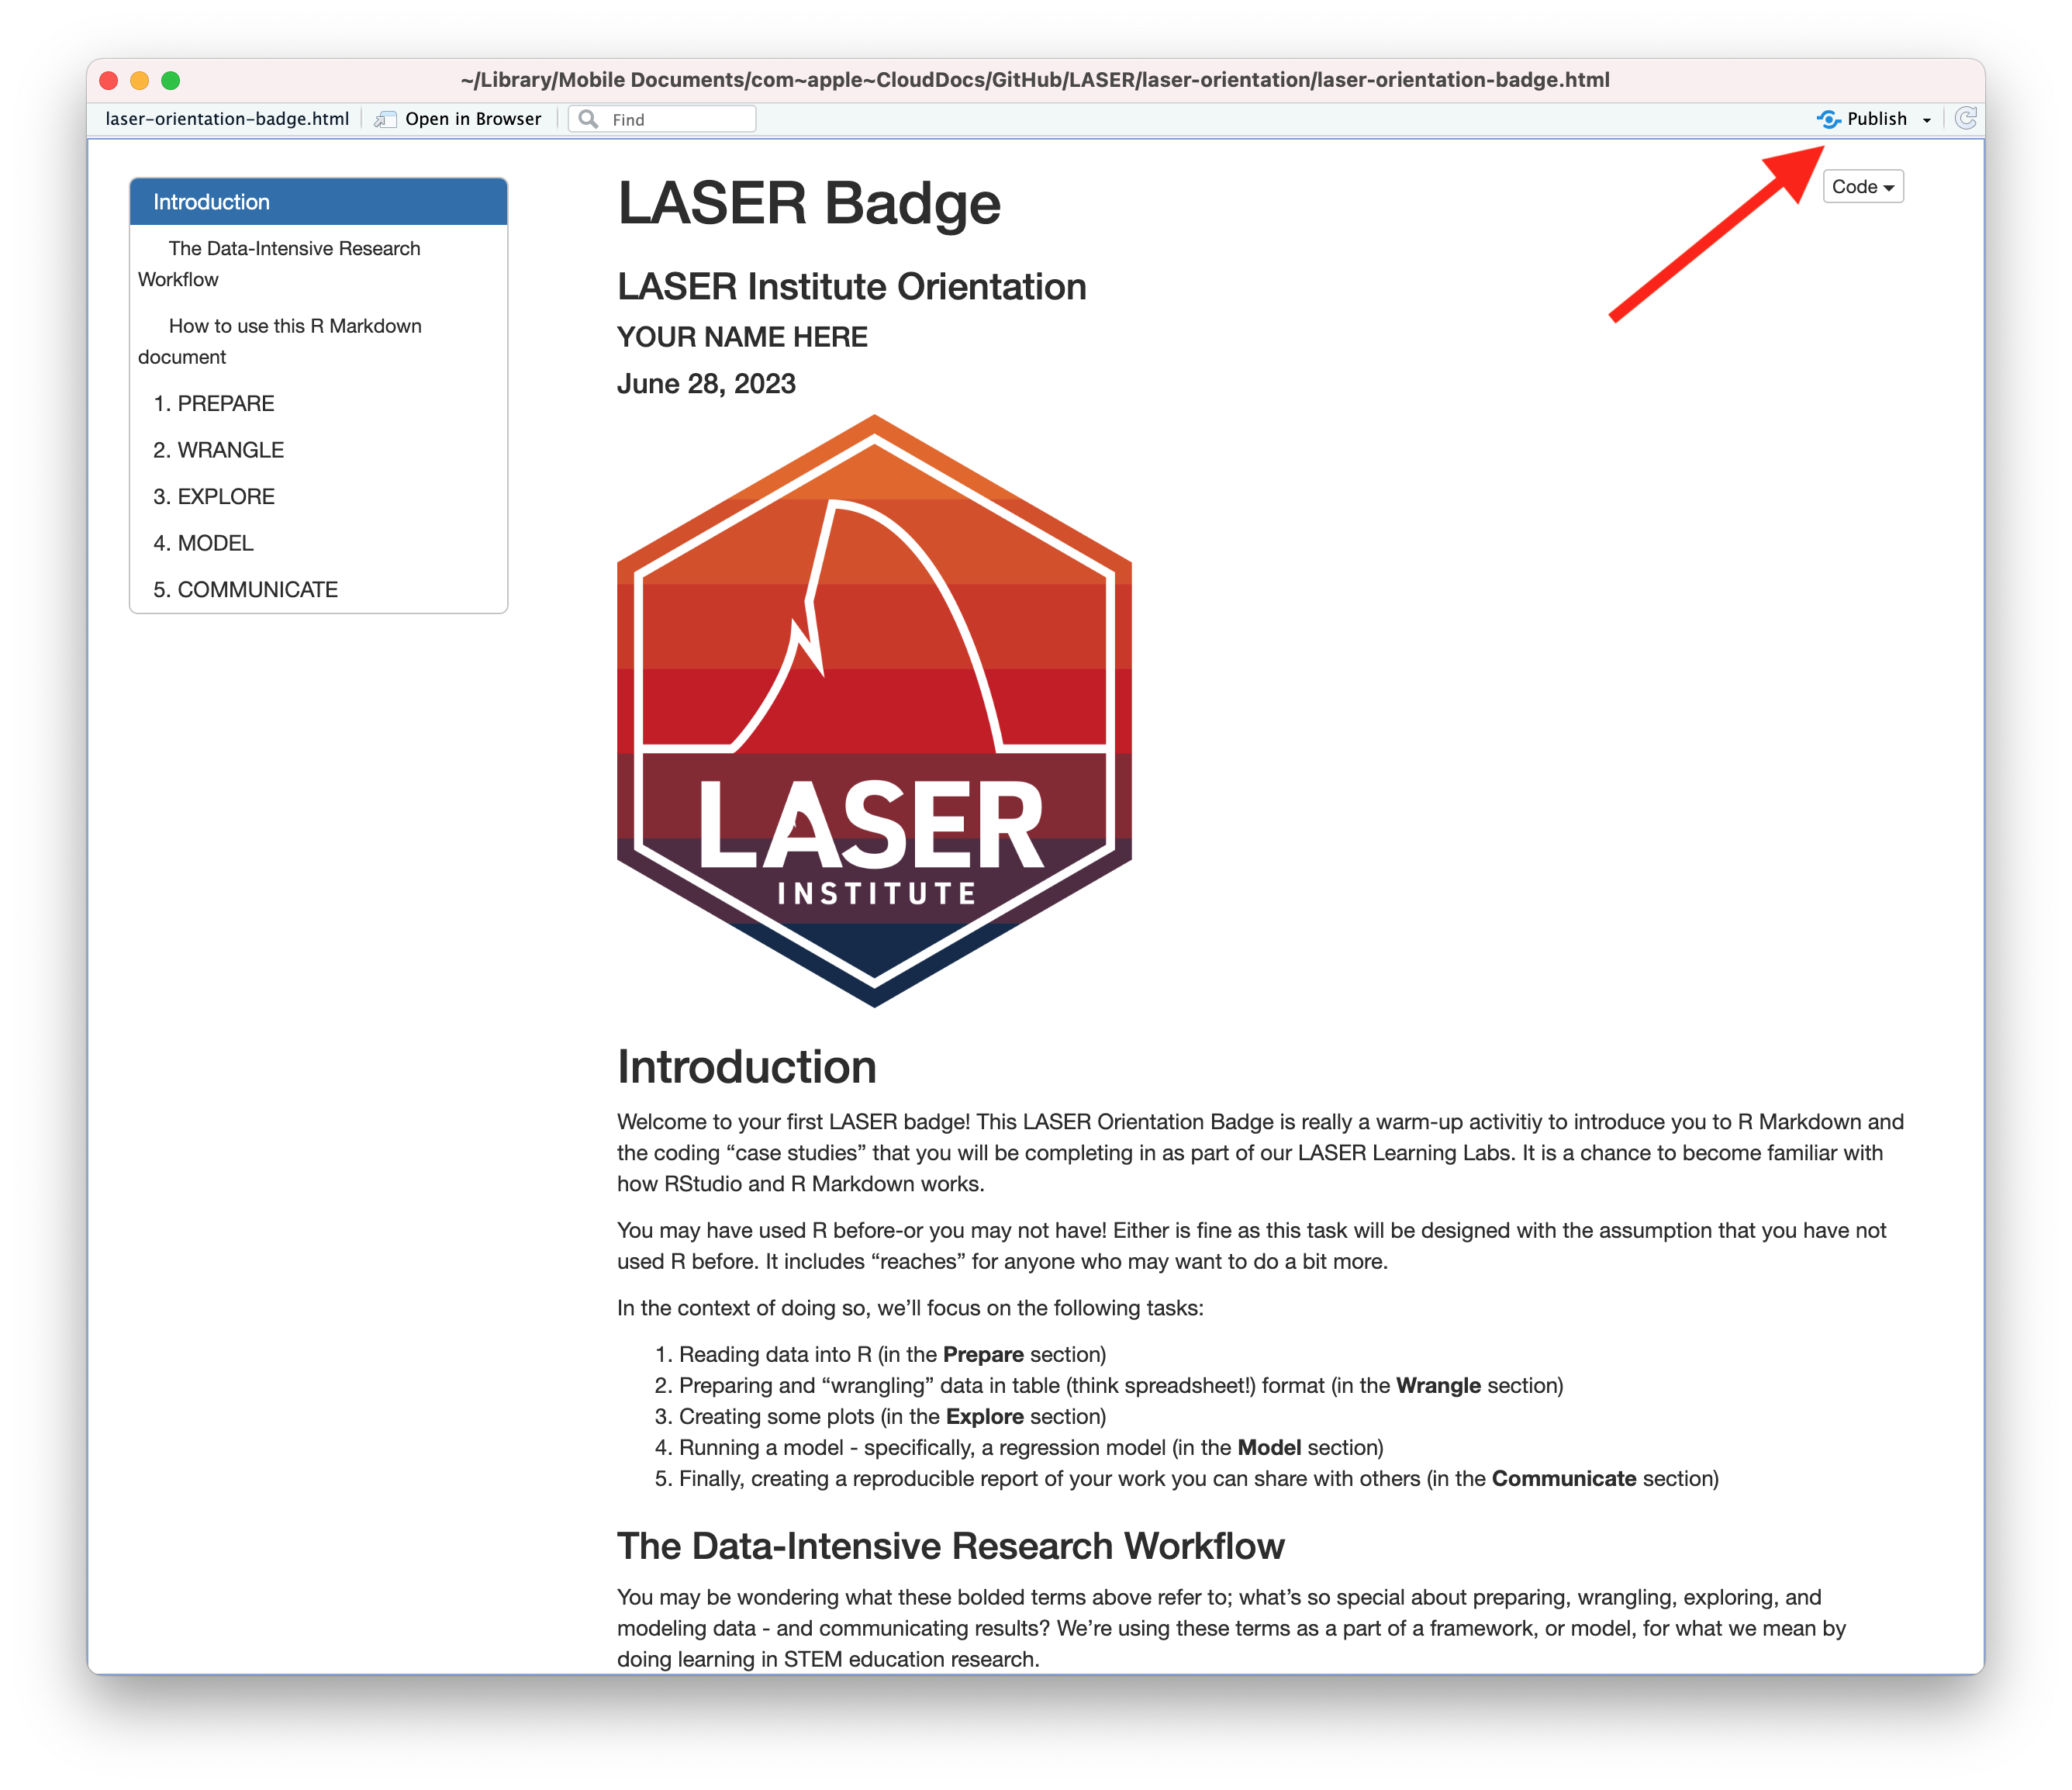 ~/Library/Mobile Documents/com~apple~CloudDocs/GitHub/LASER/laser-orientation/laser-orientation-badge.html
laser-orientation-badge.html Open in Browser Find Publish
Code
Introduction
The Data-Intensive Research
Workflow
How to use this R Markdown
document
1. PREPARE
2. WRANGLE
3. EXPLORE
4. MODEL
5. COMMUNICATE
LASER Badge
LASER Institute Orientation
YOUR NAME HERE
June 28, 2023
LASER
INSTITUTE
Introduction
Welcome to your first LASER badge! This LASER Orientation Badge is really a warm-up activitiy to introduce you to R Markdown and
the coding “case studies” that you will be completing in as part of our LASER Learning Labs. It is a chance to become familiar with
how RStudio and R Markdown works.
You may have used R before-or you may not have! Either is fine as this task will be designed with the assumption that you have not
used R before. It includes “reaches” for anyone who may want to do a bit more.
In the context of doing so, we’ll focus on the following tasks:
1. Reading data into R (in the Prepare section)
2. Preparing and “wrangling” data in table (think spreadsheet!) format (in the Wrangle section)
3. Creating some plots (in the Explore section)
4. Running a model - specifically, a regression model (in the Model section)
5. Finally, creating a reproducible report of your work you can share with others (in the Communicate section)
The Data-Intensive Research Workflow
You may be wondering what these bolded terms above refer to; what’s so special about preparing, wrangling, exploring, and
modeling data - and communicating results? We’re using these terms as a part of a framework, or model, for what we mean by
doing learning in STEM education research.